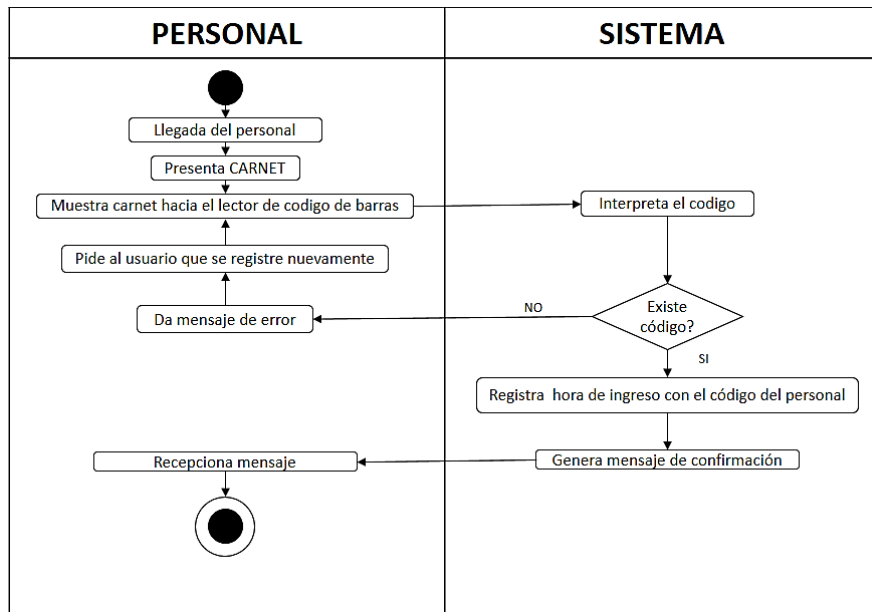 PERSONAL
SISTEMA
Llegada del personal
Presenta CARNET
Muestra carnet hacia el lector de codigo de barras
Interpreta el codigo
Pide al usuario que se registre nuevamente
Existe
código?
NO
Da mensaje de error
SI
Registra hora de ingreso con el código del personal
Genera mensaje de confirmación
Recepciona mensaje